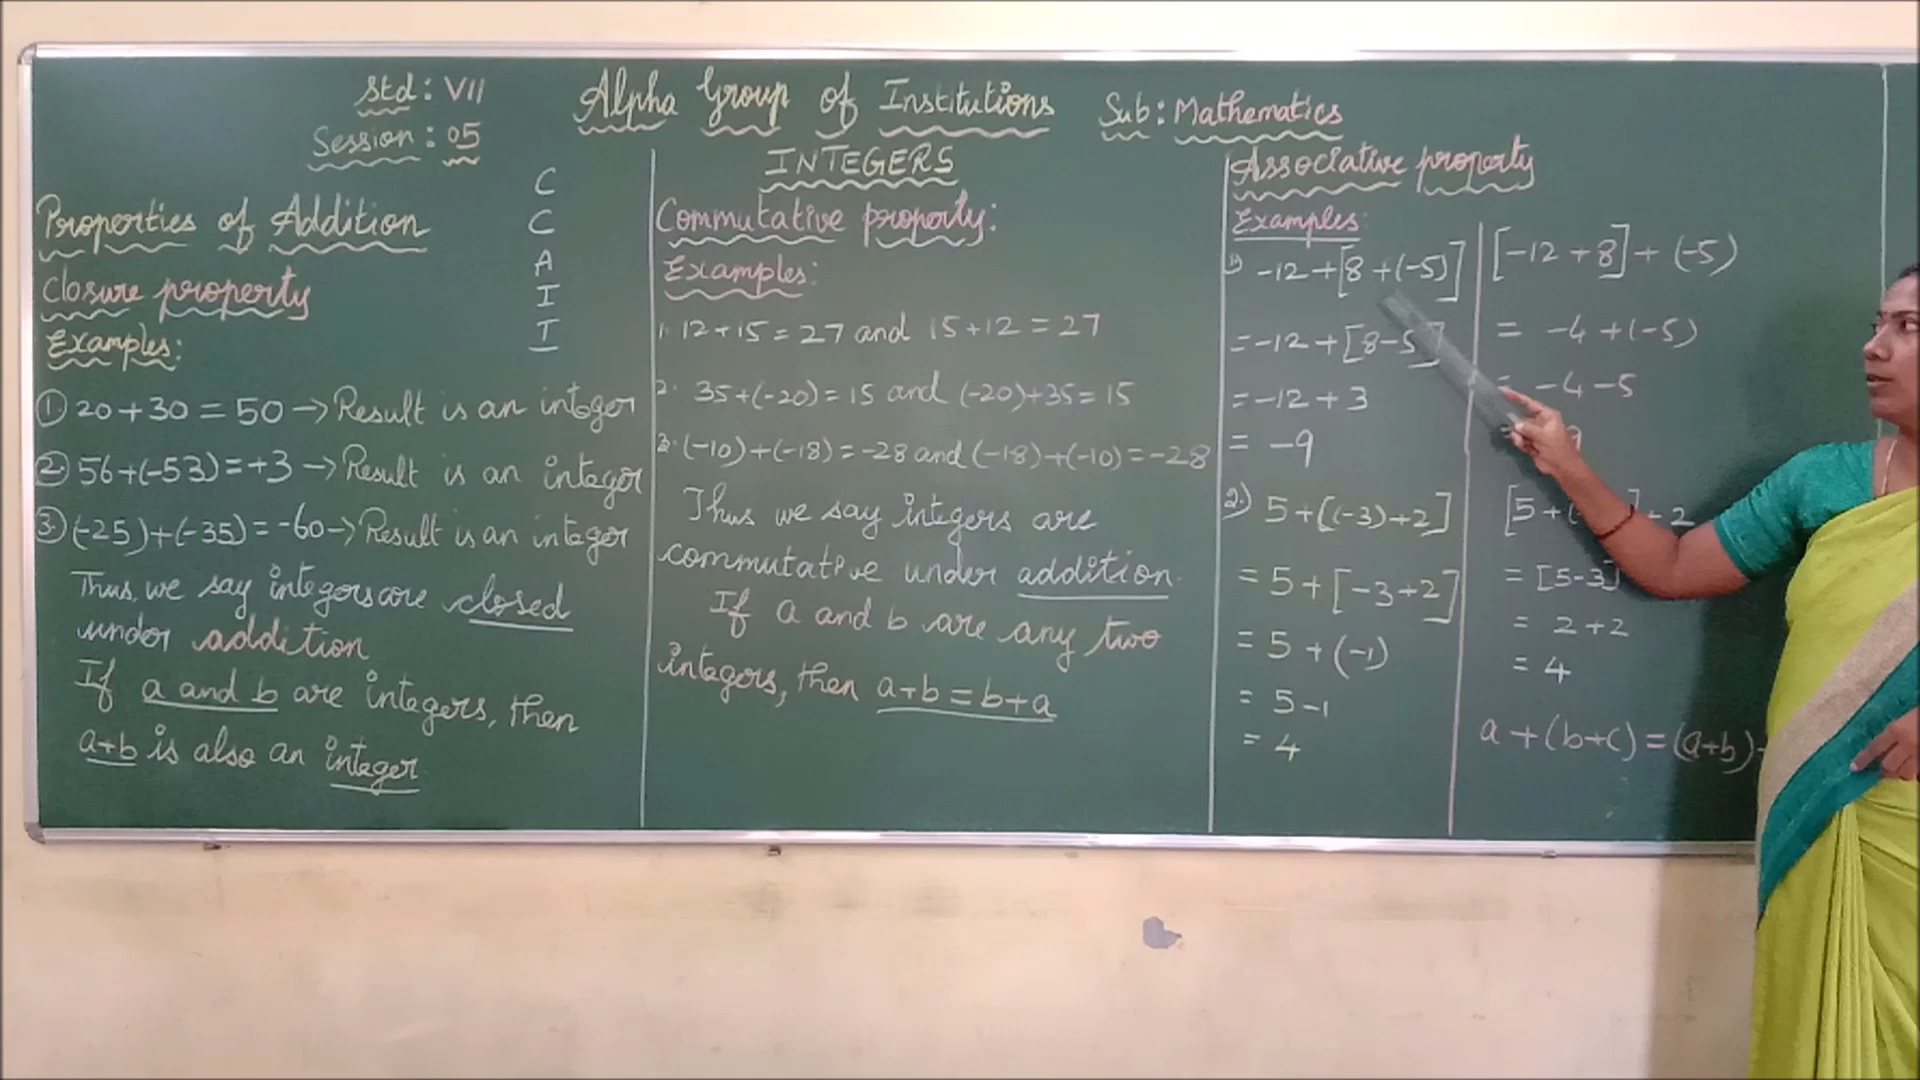 Std: VII
Alpha Group of Institutions
Sub: Mathematics
Session: 05
INTEGERS
C
C
A
I
I
Properties of Addition
Closure property
Examples:
① 20+30=50 → Result is an integer
② 56+(-53)=+3 → Result is an integer
③ (-25)+(-35)=-60 → Result is an integer
Thus, we say integers are closed
under addition
If a and b are integers, then
a+b is also an integer
Commutative property:
Examples:
1. 12+15=27 and 15+12=27
2. 35+(-20)=15 and (-20)+35=15
3. (-10)+(-18)=-28 and (-18)+(-10)=-28
Thus we say integers are
commutative under addition.
If a and b are any two
integers, then a+b=b+a
Associative property
Examples:
1) -12+[8+(-5)]
=-12+[8-5]
=-12+3
= -9
2.) 5+[(-3)+2]
= 5+[-3+2]
= 5+(-1)
= 5-1
= 4
[-12+8]+(-5)
= -4+(-5)
= -4-5
[5+( ]+2
= [5-3]
= 2+2
= 4
a+(b+c)=(a+b)